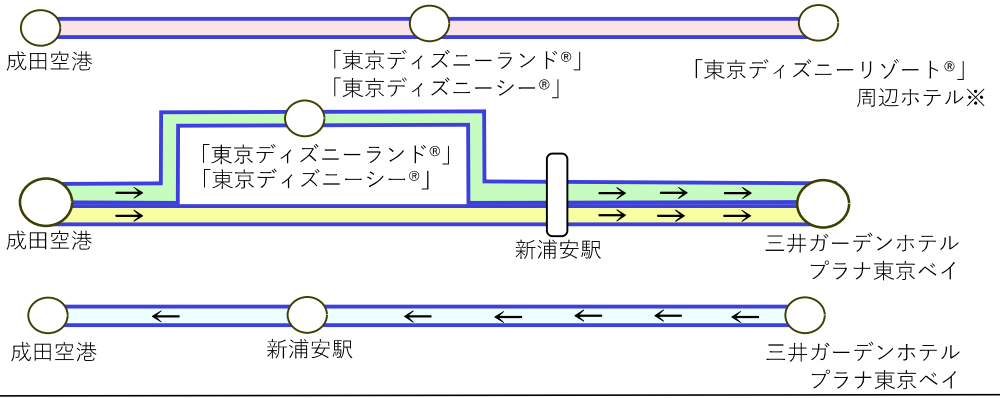 成田空港
「東京ディズニーランド®」
「東京ディズニーシー®」
「東京ディズニーリゾート®」
周辺ホテル※
「東京ディズニーランド®」
「東京ディズニーシー®」
成田空港
新浦安駅
三井ガーデンホテル
プラナ東京ベイ
成田空港
新浦安駅
三井ガーデンホテル
プラナ東京ベイ